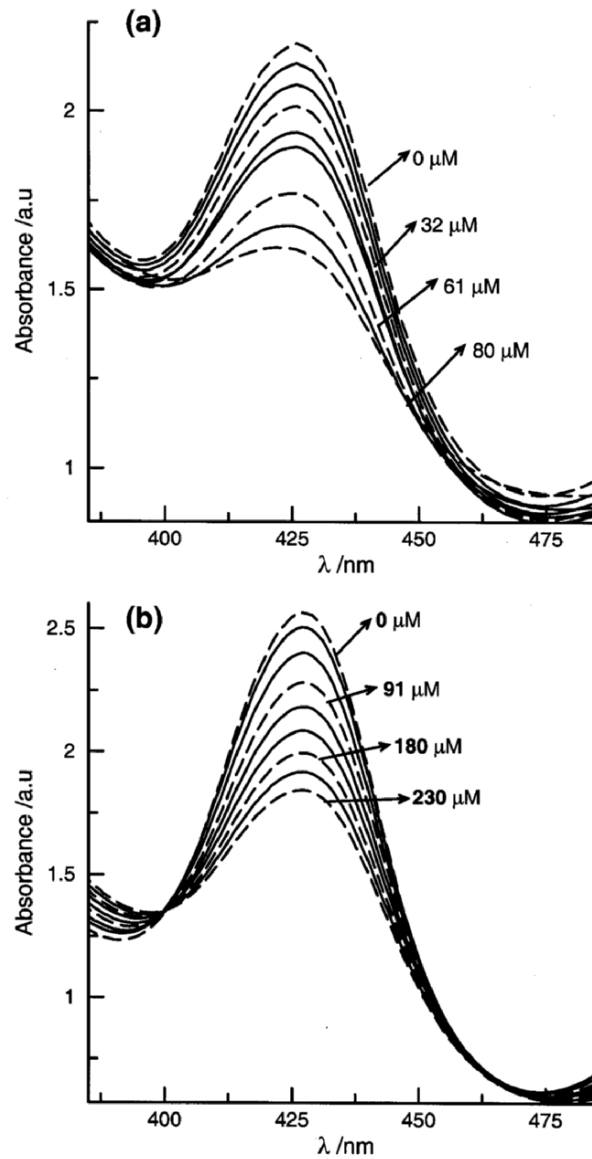 (a)
2
1.5
1
Absorbance /a.u
0 µM
32 µM
61 µM
80 µM
400 425 450 475
λ /nm
(b)
2.5
2
1.5
1
Absorbance /a.u
0 µM
91 µM
180 µM
230 µM
400 425 450 475
λ /nm